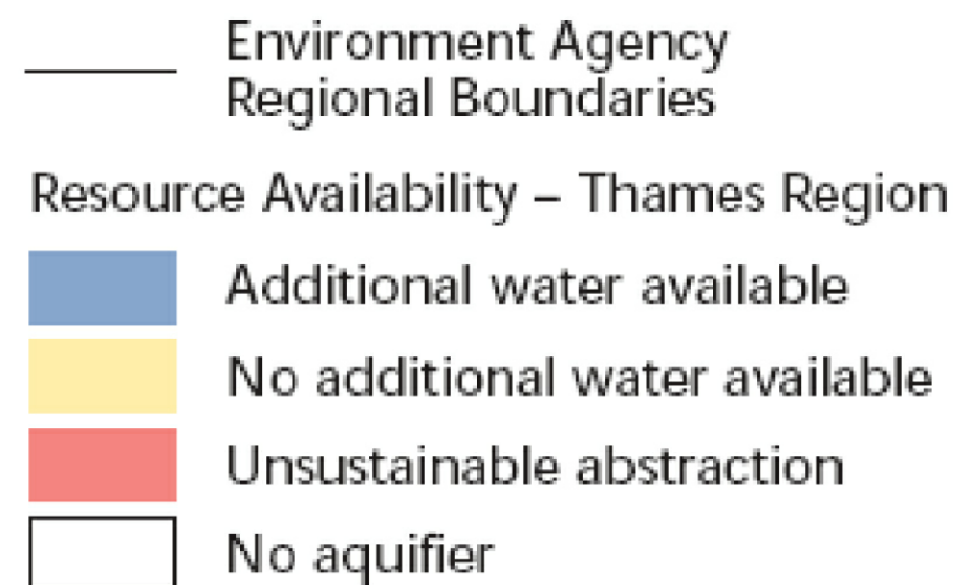 Environment Agency
Regional Boundaries
Resource Availability – Thames Region
Additional water available
No additional water available
Unsustainable abstraction
No aquifier